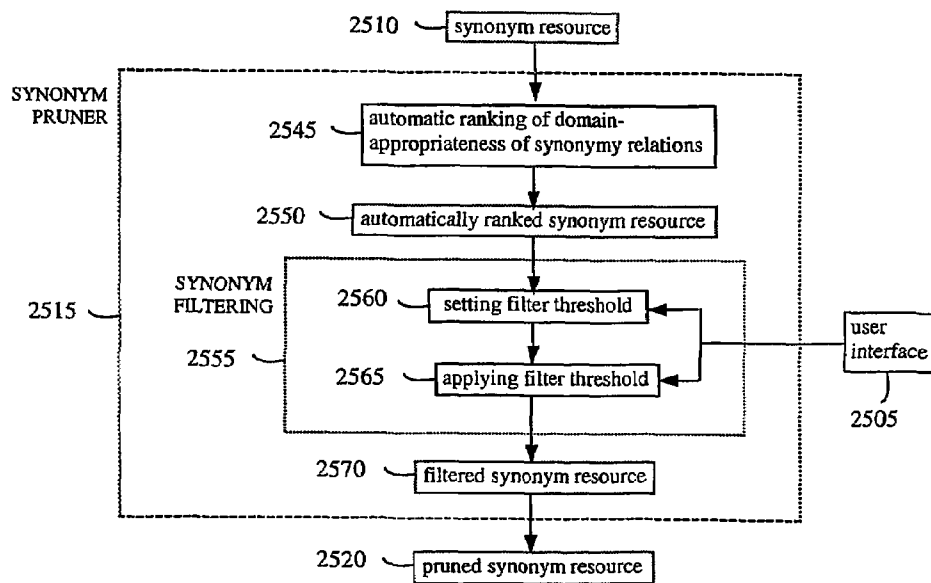 2510
synonym resource
SYNONYM
PRUNER
2545
automatic ranking of domain-
appropriateness of synonymy relations
2550
automatically ranked synonym resource
SYNONYM
FILTERING
2515
2555
2560
setting filter threshold
2565
applying filter threshold
user
interface
2505
2570
filtered synonym resource
2520
pruned synonym resource